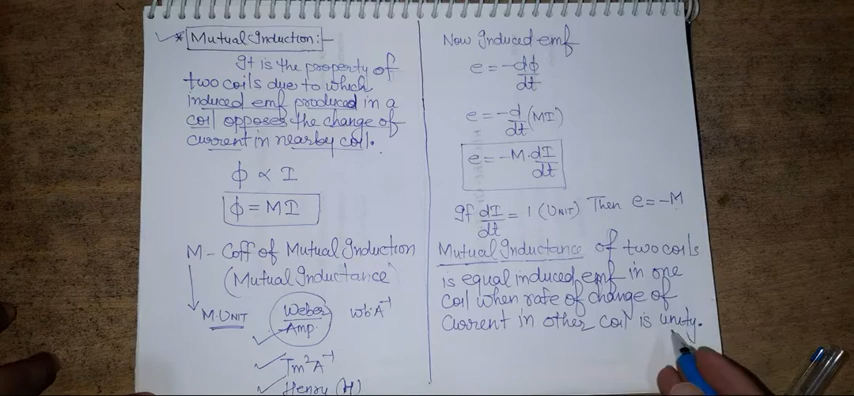 * Mutual Induction:-
It is the property of
two coils due to which
induced emf produced in a
coil opposes the change of
current in nearby coil.
ϕ ∝ I
ϕ = MI
M - Coff of Mutual Induction
(Mutual Inductance)
M. UNIT Weber/Amp. wb A⁻¹
Tm²A⁻¹
Henry (H)
Now Induced emf
e = -dϕ/dt
e = -d/dt (MI)
e = -M.dI/dt
If dI/dt = 1 (UNIT) Then e = -M
Mutual Inductance of two coils
is equal induced emf in one
coil when rate of change of
current in other coil is unity.